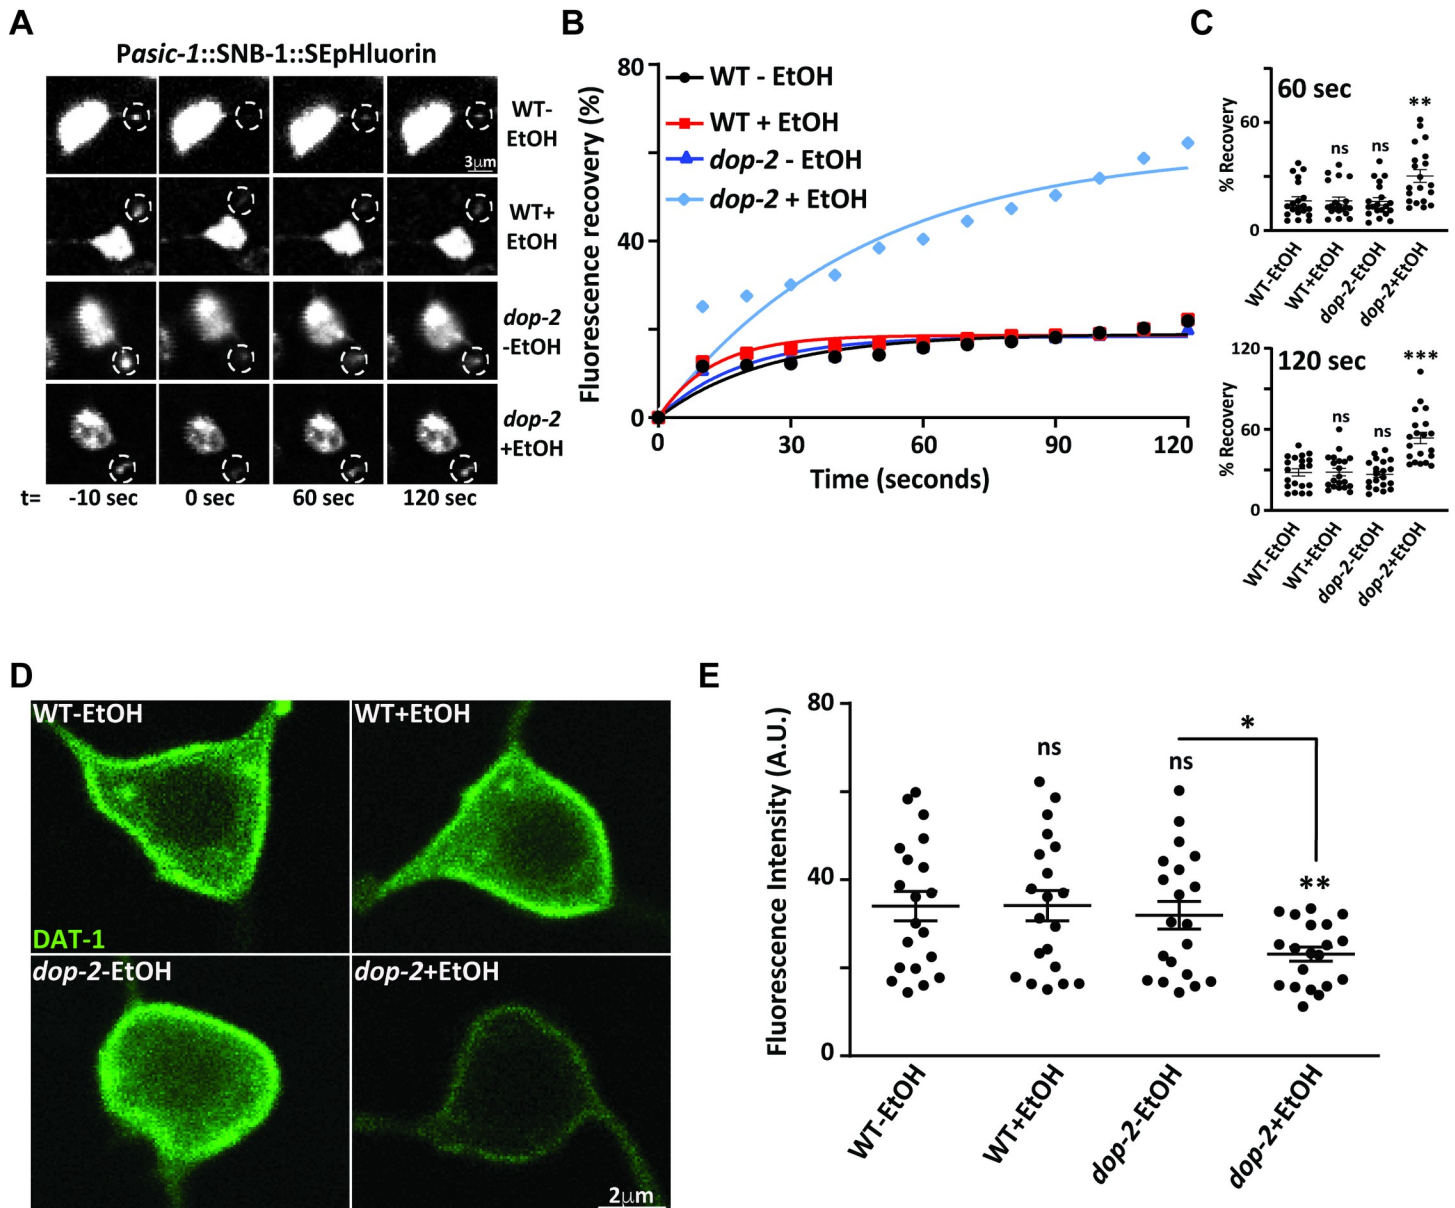 A
Pasic-1::SNB-1::SEpHluorin
WT-
EtOH
3μm
WT+
EtOH
dop-2
-EtOH
dop-2
+EtOH
t= -10 sec 0 sec 60 sec 120 sec
B
Fluorescence recovery (%)
80
40
0
WT - EtOH
WT + EtOH
dop-2 - EtOH
dop-2 + EtOH
0 30 60 90 120
Time (seconds)
C
60 sec
% Recovery
60
0
ns
ns
**
WT-EtOH
WT+EtOH
dop-2-EtOH
dop-2+EtOH
120 sec
% Recovery
120
60
0
ns
ns
***
WT-EtOH
WT+EtOH
dop-2-EtOH
dop-2+EtOH
D
WT-EtOH
WT+EtOH
DAT-1
dop-2-EtOH
dop-2+EtOH
2μm
E
Fluorescence Intensity (A.U.)
80
40
0
ns
ns
*
**
WT-EtOH
WT+EtOH
dop-2-EtOH
dop-2+EtOH